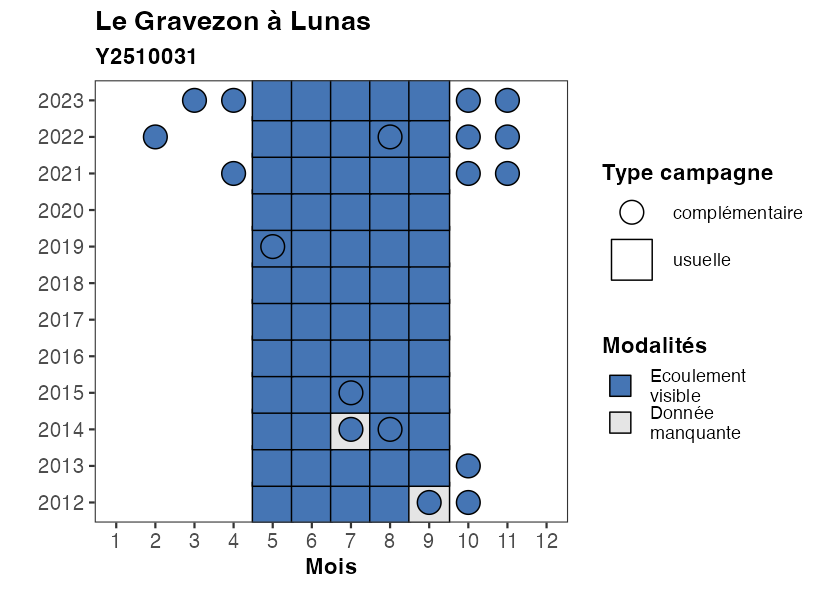 Le Gravezon à Lunas
Y2510031
2023
2022
2021
2020
2019
2018
2017
2016
2015
2014
2013
2012
1 2 3 4 5 6 7 8 9 10 11 12
Mois
Type campagne
complémentaire
usuelle
Modalités
Ecoulement
visible
Donnée
manquante